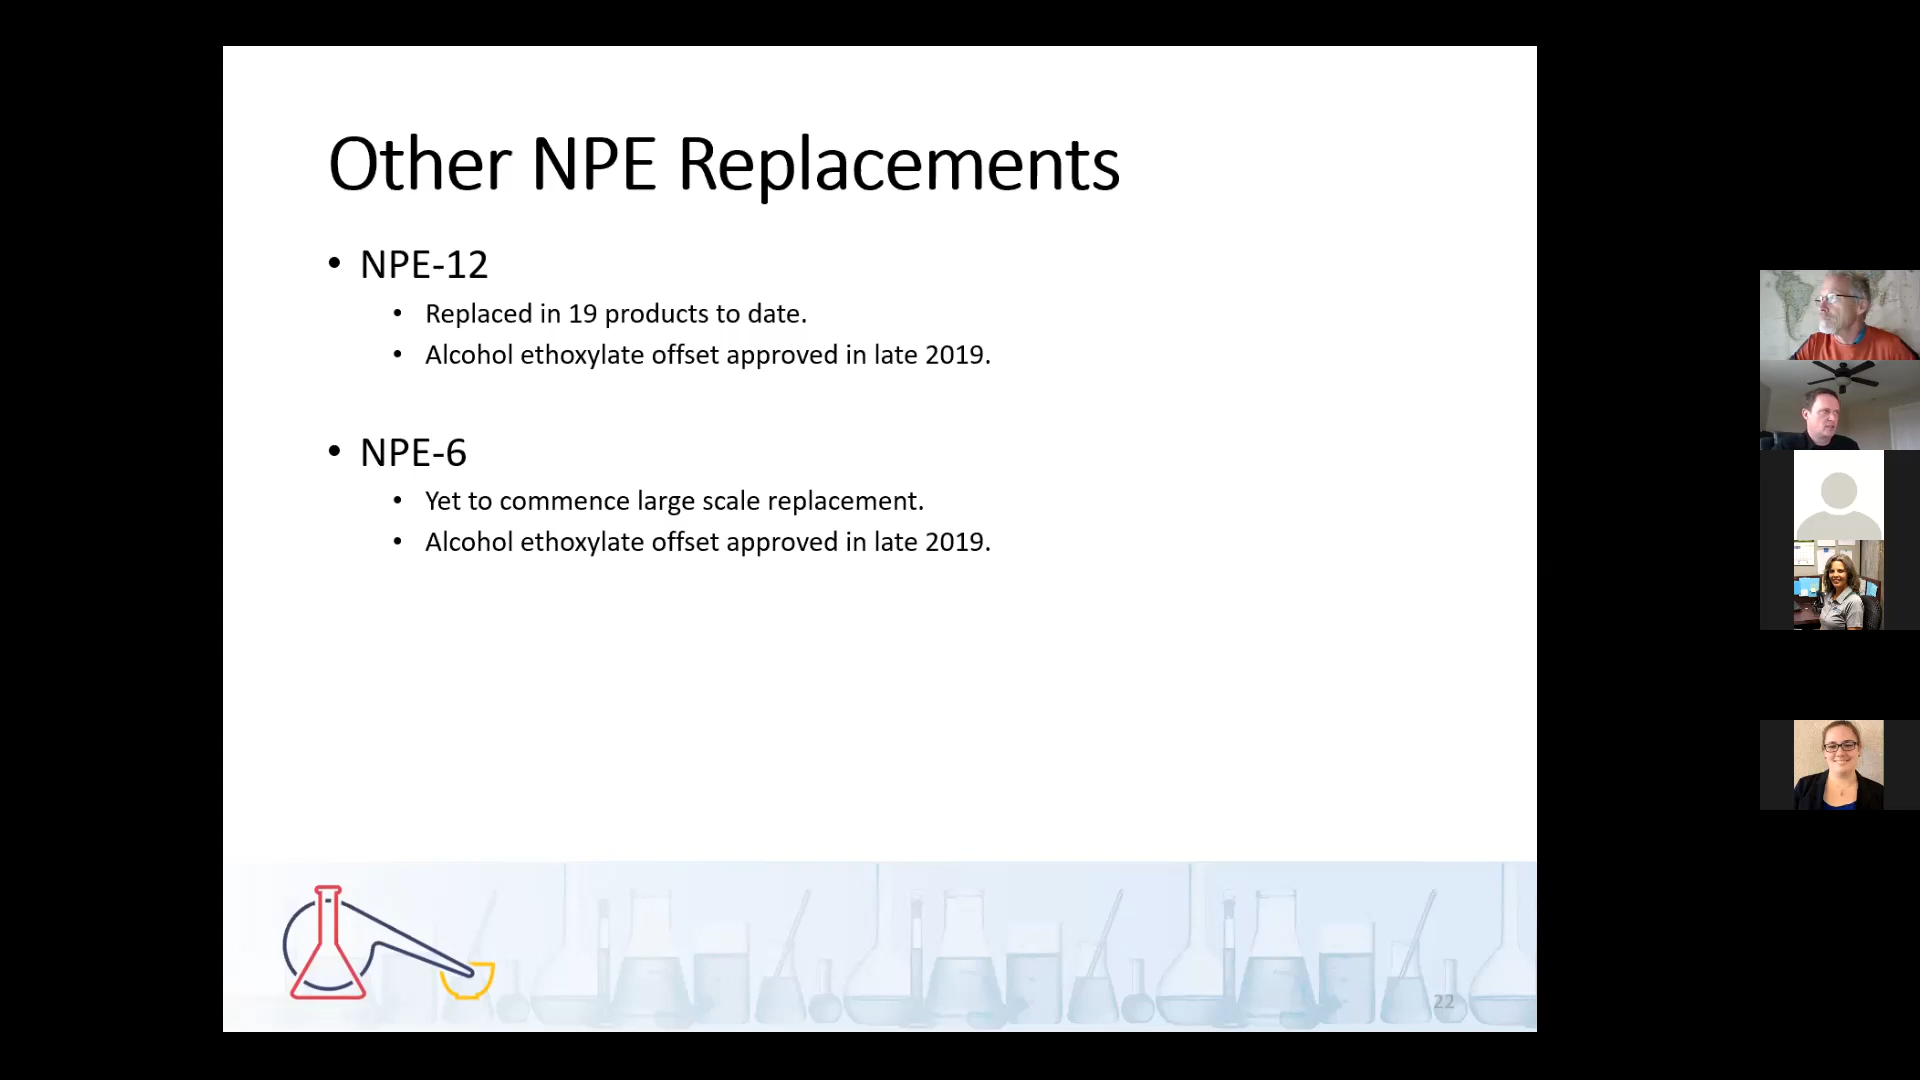 Other NPE Replacements
• NPE-12
• Replaced in 19 products to date.
• Alcohol ethoxylate offset approved in late 2019.
• NPE-6
• Yet to commence large scale replacement.
• Alcohol ethoxylate offset approved in late 2019.
22